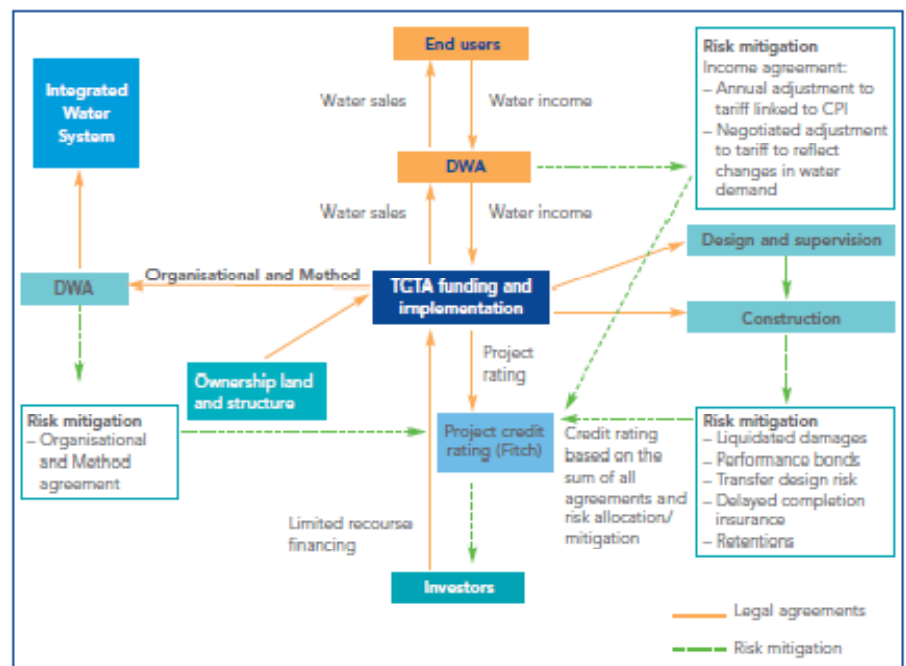 End users
Risk mitigation
Income agreement:
– Annual adjustment to
tariff linked to CPI
– Negotiated adjustment
to tariff to reflect
changes in water
demand
Integrated
Water
System
Water sales
Water income
DWA
Water sales
Water income
Design and supervision
Organisational and Method
DWA
TCTA funding and
implementation
Construction
Project
rating
Ownership land
and structure
Risk mitigation
– Organisational
and Method
agreement
Project credit
rating (Fitch)
Credit rating
based on the
sum of all
agreements and
risk allocation/
mitigation
Risk mitigation
– Liquidated damages
– Performance bonds
– Transfer design risk
– Delayed completion
insurance
– Retentions
Limited recourse
financing
Investors
Legal agreements
Risk mitigation